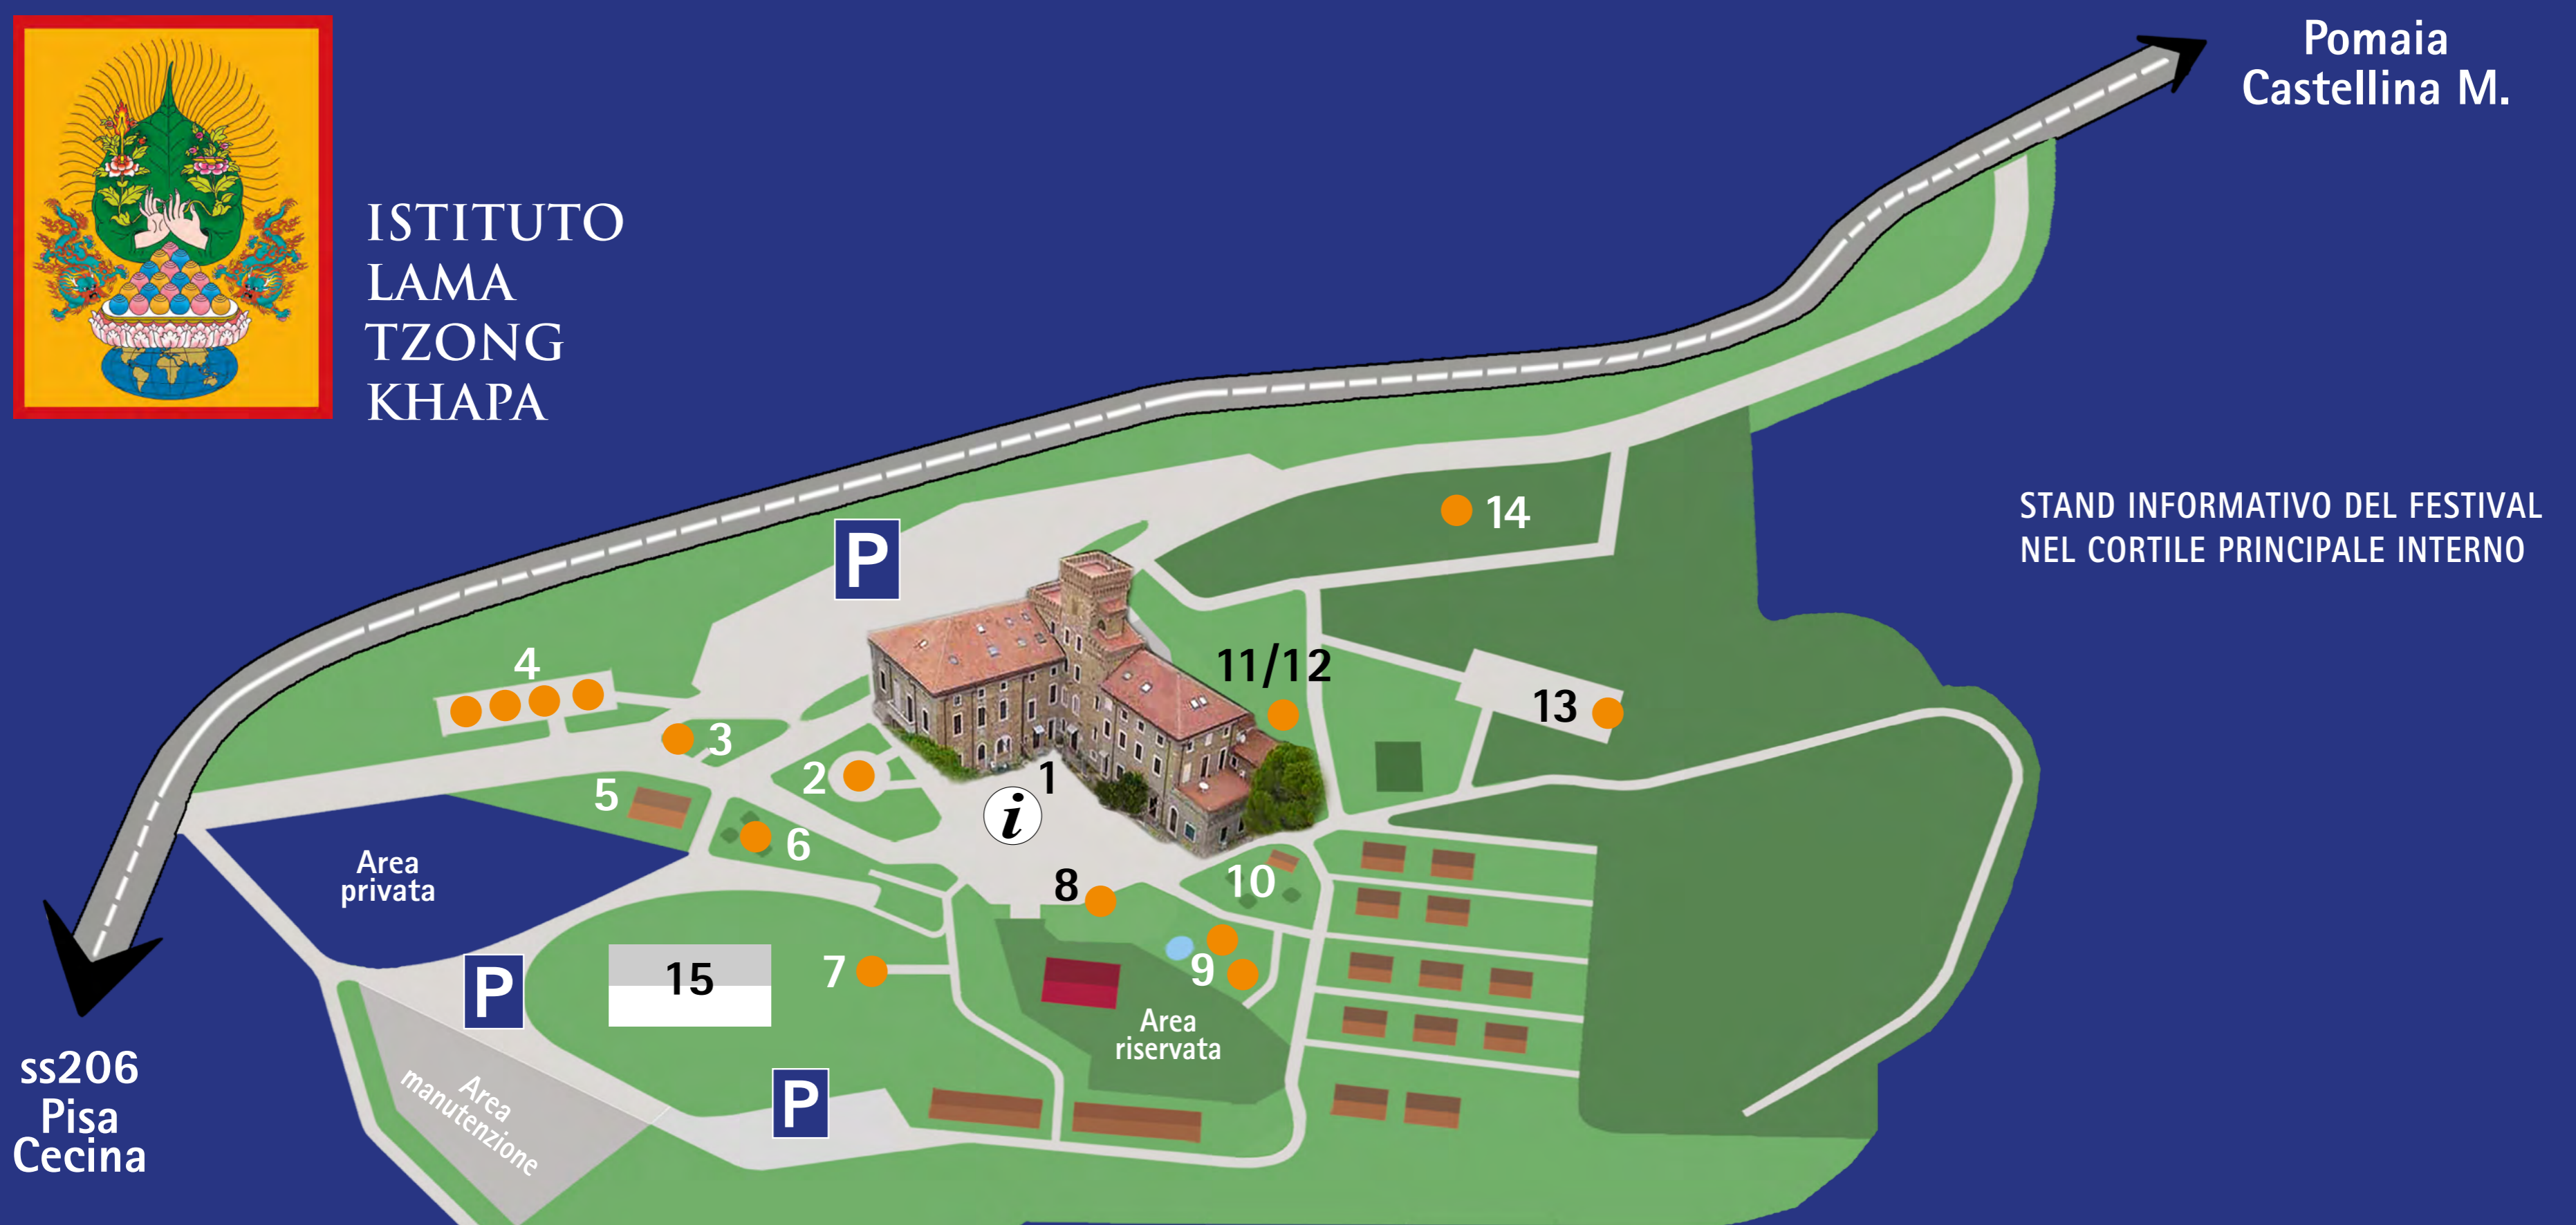 Pomaia
Castellina M.
ISTITUTO
LAMA
TZONG
KHAPA
STAND INFORMATIVO DEL FESTIVAL
NEL CORTILE PRINCIPALE INTERNO
14
P
4
11/12
13
3
2
1
5
i
6
Area
privata
8
10
15
7
9
P
Area
riservata
P
Area
manutenzione
ss206
Pisa
Cecina